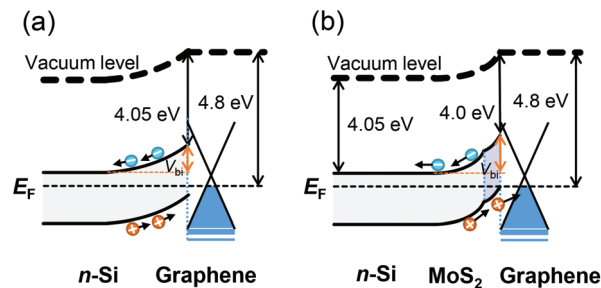 (a)
Vacuum level
4.05 eV
4.8 eV
Vbi
EF
n-Si Graphene
(b)
Vacuum level
4.05 eV
4.0 eV
4.8 eV
Vbi
EF
n-Si MoS2 Graphene